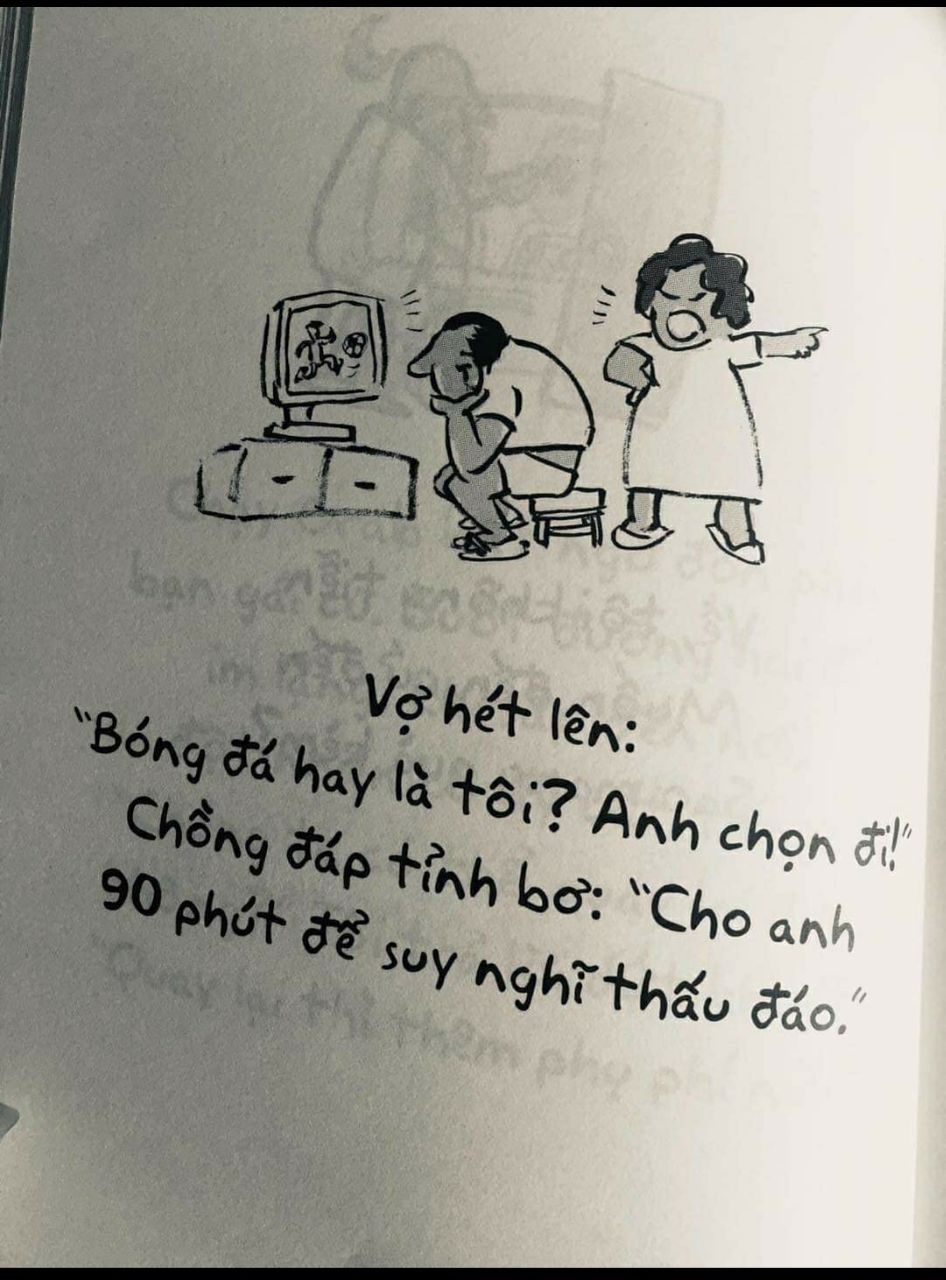 Vợ hét lên:
"Bóng đá hay là tôi? Anh chọn đi!"
Chồng đáp tỉnh bơ: "Cho anh
90 phút để suy nghĩ thấu đáo."